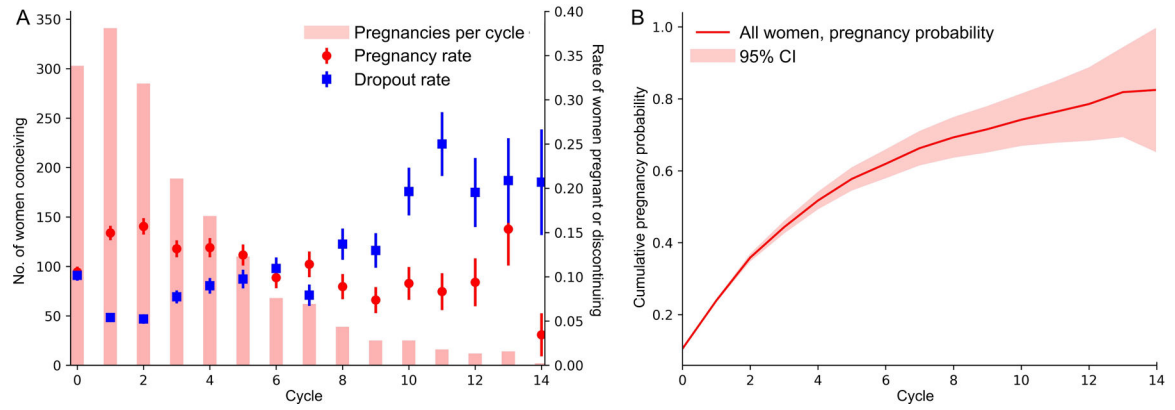 A
No. of women conceiving
350
300
250
200
150
100
50
0
Pregnancies per cycle
Pregnancy rate
Dropout rate
0.40
0.35
0.30
0.25
0.20
0.15
0.10
0.05
0.00
Rate of women pregnant or discontinuing
0 2 4 6 8 10 12 14
Cycle
B
Cumulative pregnancy probability
1.0
0.8
0.6
0.4
0.2
All women, pregnancy probability
95% CI
0 2 4 6 8 10 12 14
Cycle